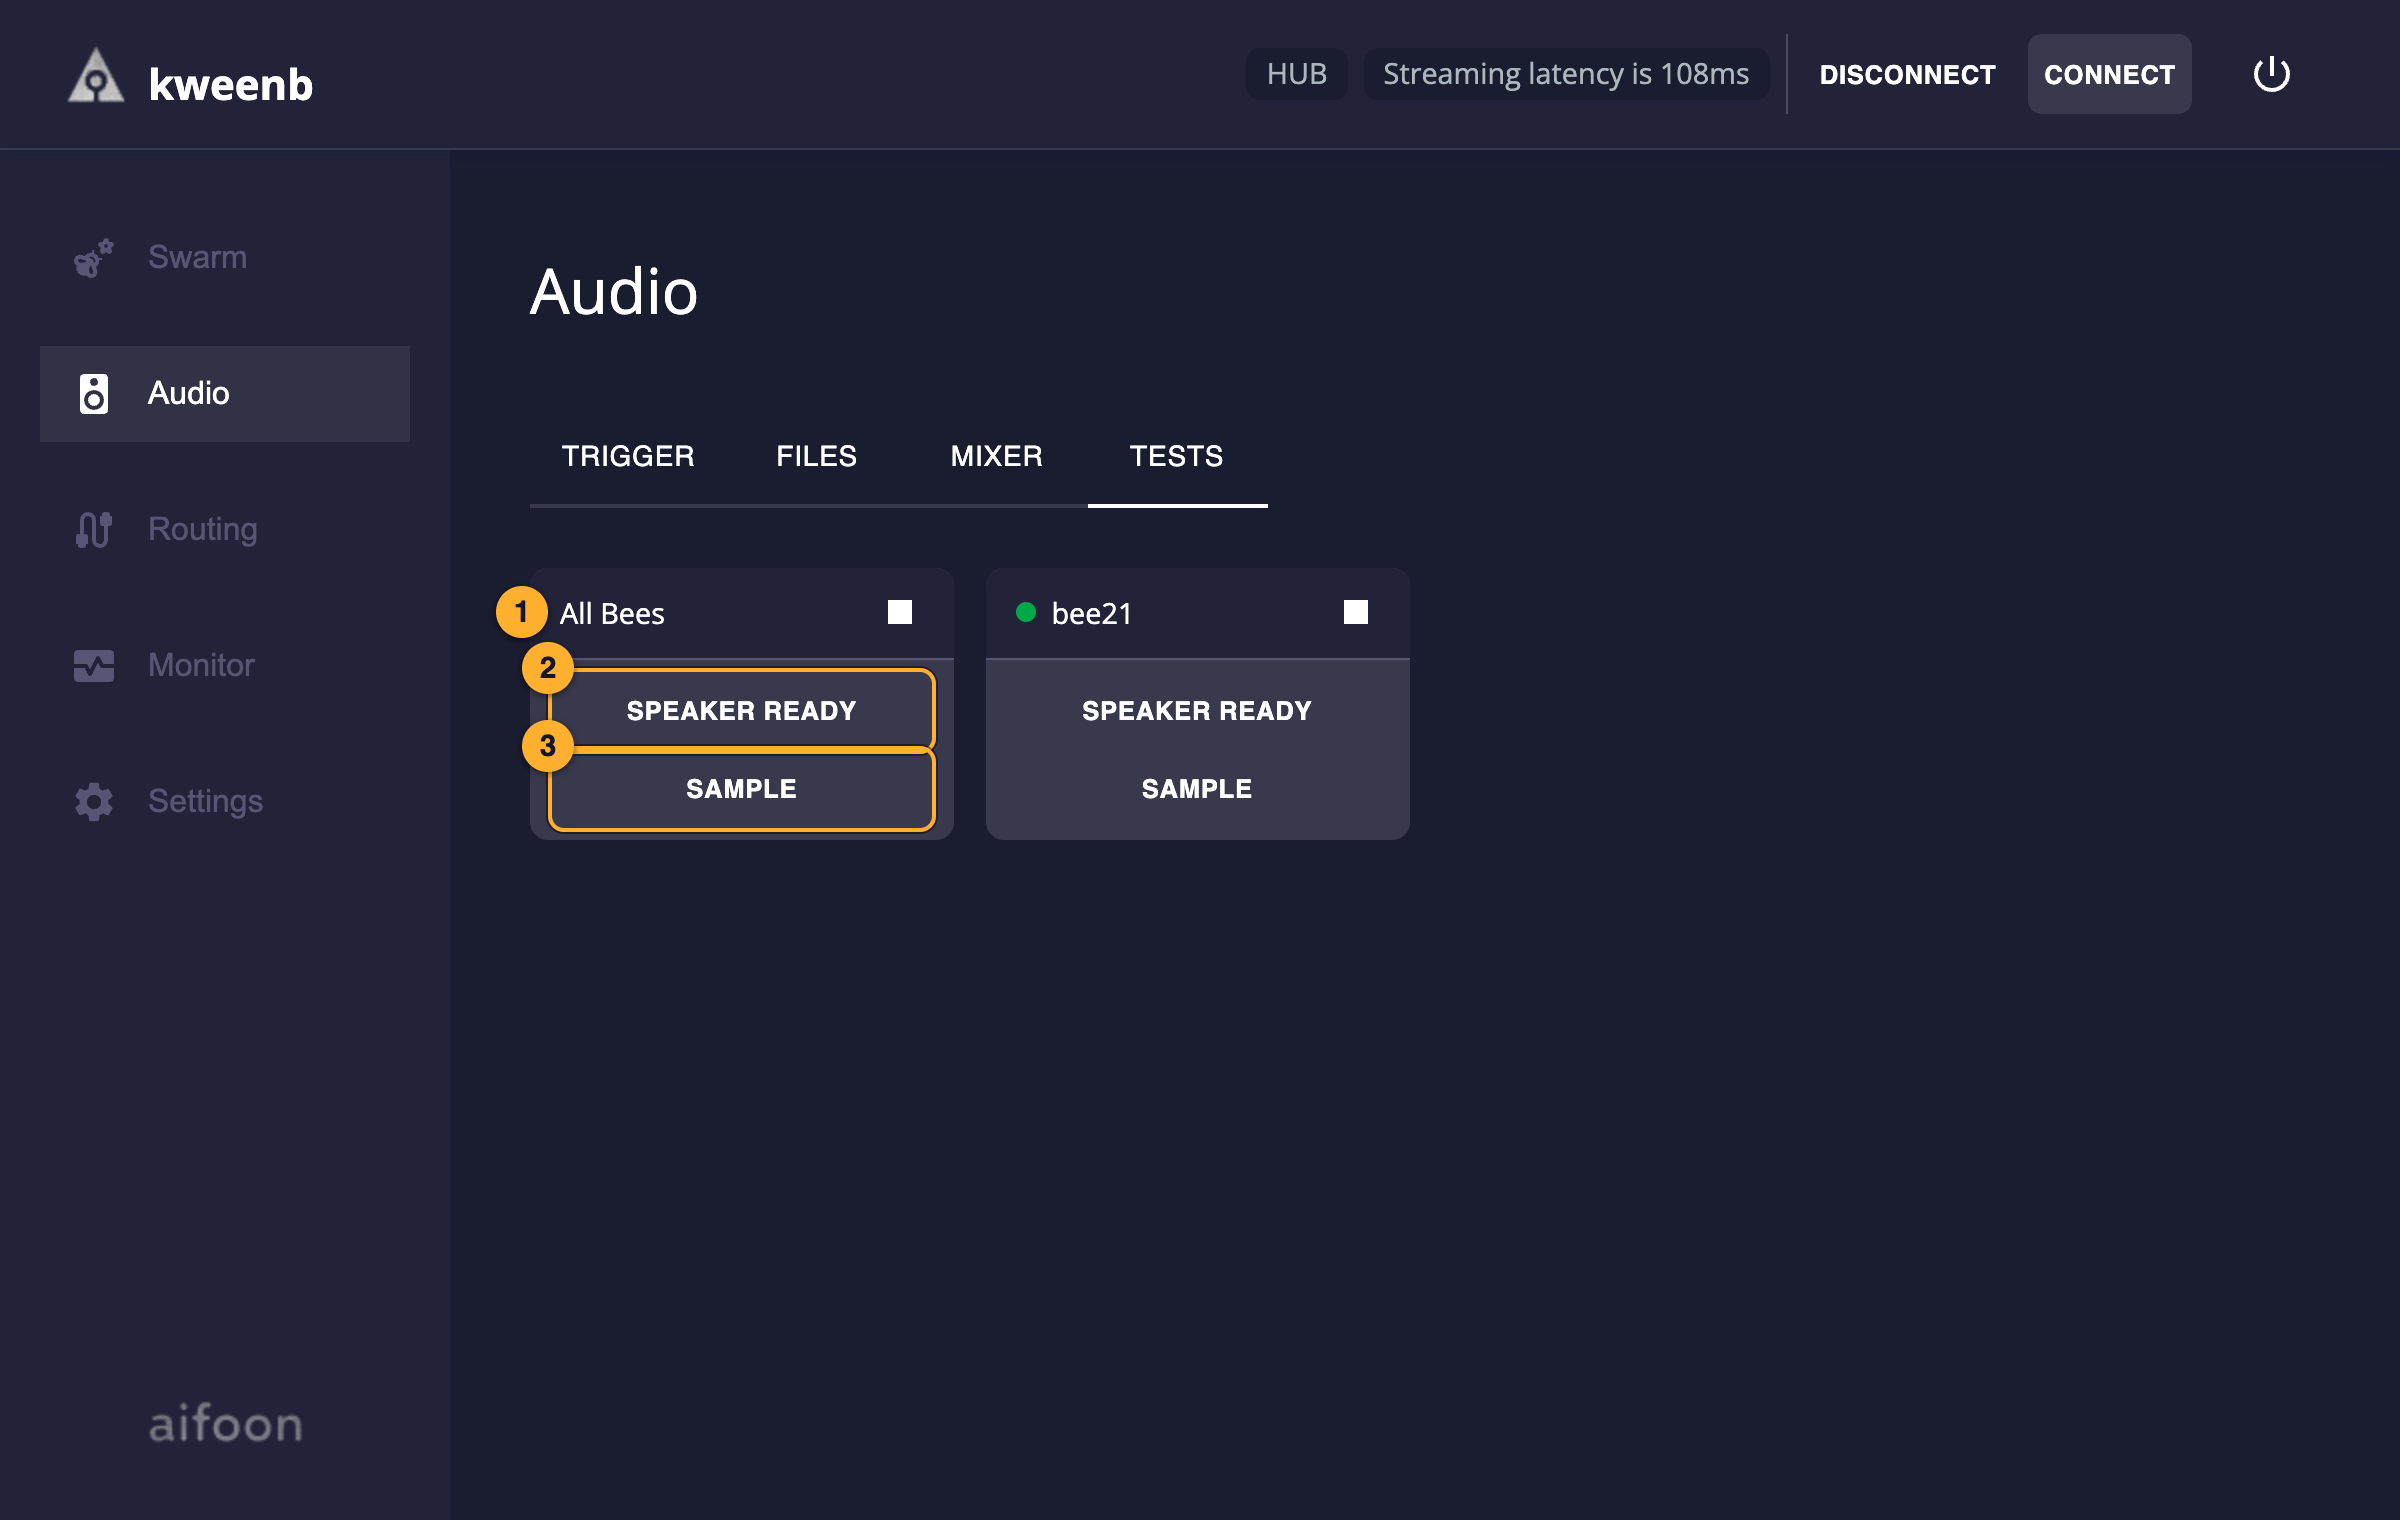 kweenb
HUB
Streaming latency is 108ms
DISCONNECT
CONNECT
Swarm
Audio
Routing
Monitor
Settings
aifoon
Audio
TRIGGER
FILES
MIXER
TESTS
1
All Bees
2
SPEAKER READY
3
SAMPLE
bee21
SPEAKER READY
SAMPLE